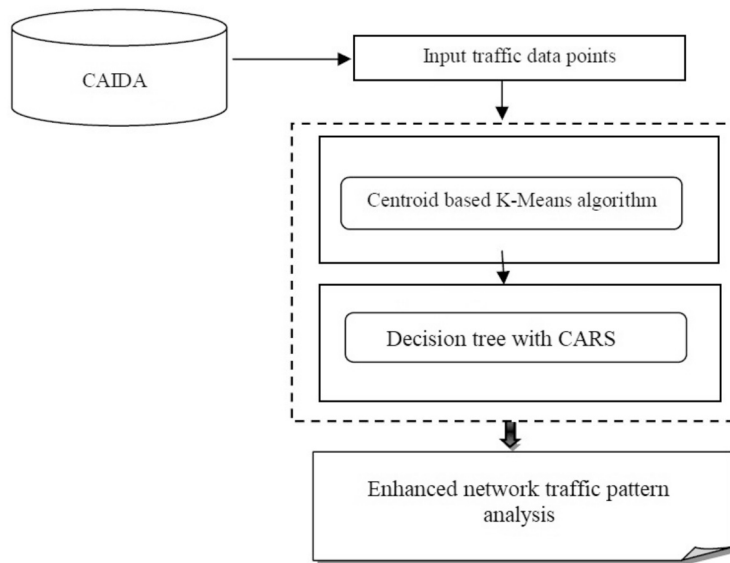 CAIDA
Input traffic data points
Centroid based K-Means algorithm
Decision tree with CARS
Enhanced network traffic pattern
analysis